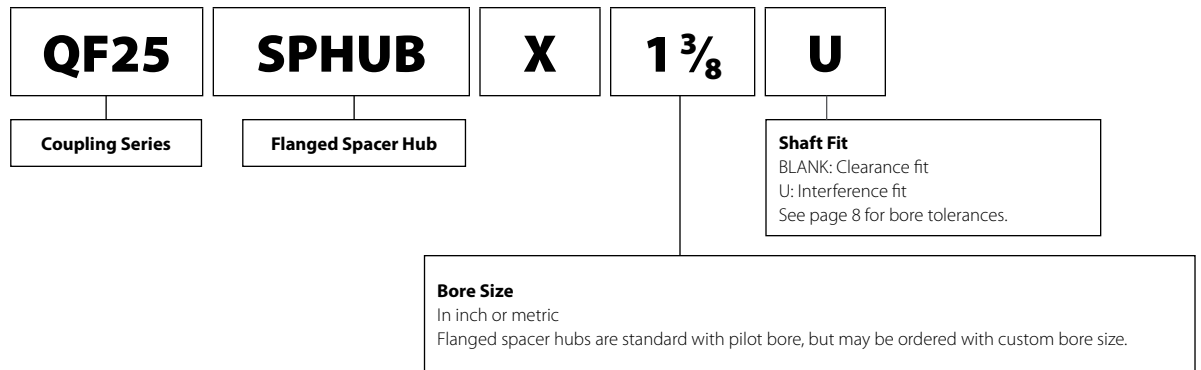 QF25 SPHUB X 1 ⅜ U
Coupling Series
Flanged Spacer Hub
Shaft Fit
BLANK: Clearance fit
U: Interference fit
See page 8 for bore tolerances.
Bore Size
In inch or metric
Flanged spacer hubs are standard with pilot bore, but may be ordered with custom bore size.